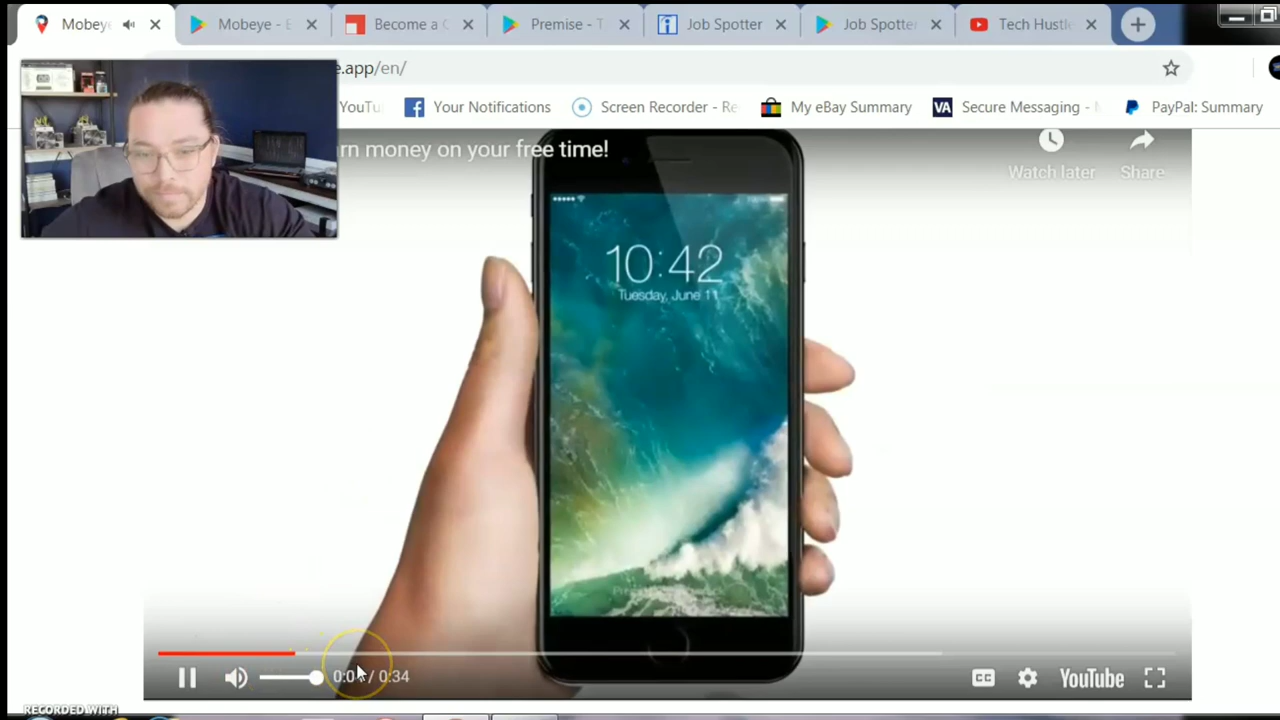 Mobeye
Mobeye - E
Become a C
Premise - T
Job Spotter
Job Spotter
Tech Hustle
e.app/en/
YouTu
Your Notifications
Screen Recorder - Re
My eBay Summary
VA
Secure Messaging -
PayPal: Summary
rn money on your free time!
Watch later
Share
10:42
Tuesday, June 11
/ 0:34
CC
YouTube
RECORDED WITH